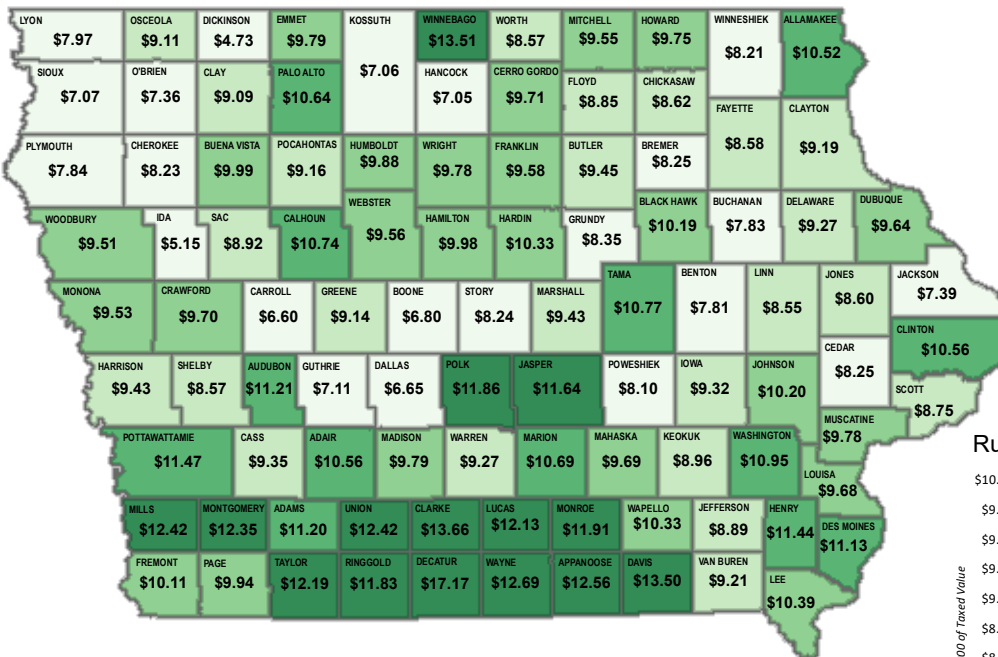 LYON
$7.97
OSCEOLA
$9.11
DICKINSON
$4.73
EMMET
$9.79
KOSSUTH
$7.06
WINNEBAGO
$13.51
WORTH
$8.57
MITCHELL
$9.55
HOWARD
$9.75
WINNESHIEK
$8.21
ALLAMAKEE
$10.52
SIOUX
$7.07
O'BRIEN
$7.36
CLAY
$9.09
PALO ALTO
$10.64
HANCOCK
$7.05
CERRO GORDO
$9.71
FLOYD
$8.85
CHICKASAW
$8.62
FAYETTE
$8.58
CLAYTON
$9.19
PLYMOUTH
$7.84
CHEROKEE
$8.23
BUENA VISTA
$9.99
POCAHONTAS
$9.16
HUMBOLDT
$9.88
WRIGHT
$9.78
FRANKLIN
$9.58
BUTLER
$9.45
BREMER
$8.25
WOODBURY
$9.51
IDA
$5.15
SAC
$8.92
CALHOUN
$10.74
WEBSTER
$9.56
HAMILTON
$9.98
HARDIN
$10.33
GRUNDY
$8.35
BLACK HAWK
$10.19
BUCHANAN
$7.83
DELAWARE
$9.27
DUBUQUE
$9.64
MONONA
$9.53
CRAWFORD
$9.70
CARROLL
$6.60
GREENE
$9.14
BOONE
$6.80
STORY
$8.24
MARSHALL
$9.43
TAMA
$10.77
BENTON
$7.81
LINN
$8.55
JONES
$8.60
JACKSON
$7.39
CLINTON
$10.56
HARRISON
$9.43
SHELBY
$8.57
AUDUBON
$11.21
GUTHRIE
$7.11
DALLAS
$6.65
POLK
$11.86
JASPER
$11.64
POWESHIEK
$8.10
IOWA
$9.32
JOHNSON
$10.20
CEDAR
$8.25
SCOTT
$8.75
MUSCATINE
$9.78
POTTAWATTAMIE
$11.47
CASS
$9.35
ADAIR
$10.56
MADISON
$9.79
WARREN
$9.27
MARION
$10.69
MAHASKA
$9.69
KEOKUK
$8.96
WASHINGTON
$10.95
LOUISA
$9.68
MILLS
$12.42
MONTGOMERY
$12.35
ADAMS
$11.20
UNION
$12.42
CLARKE
$13.66
LUCAS
$12.13
MONROE
$11.91
WAPELLO
$10.33
JEFFERSON
$8.89
HENRY
$11.44
DES MOINES
$11.13
FREMONT
$10.11
PAGE
$9.94
TAYLOR
$12.19
RINGGOLD
$11.83
DECATUR
$17.17
WAYNE
$12.69
APPANOOSE
$12.56
DAVIS
$13.50
VAN BUREN
$9.21
LEE
$10.39
Ru
$10.
$9.
$9.
$9.
$9.
$8.
00 of Taxed Value